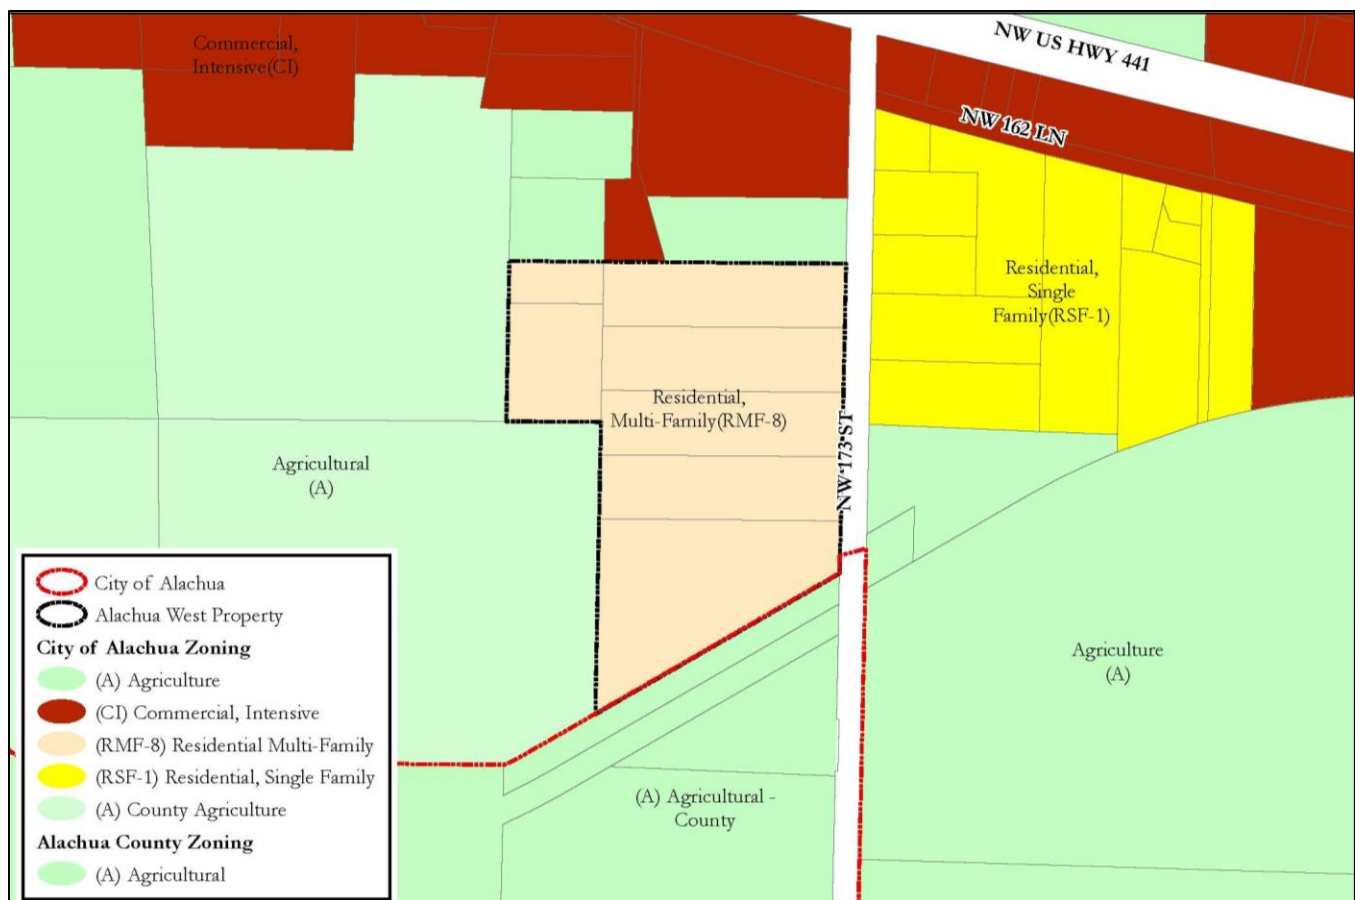 Commercial,
Intensive(CI)
NW US HWY 441
NW 162 LN
Residential,
Single
Family(RSF-1)
Residential,
Multi-Family(RMF-8)
NW 173 ST
Agricultural
(A)
Agriculture
(A)
(A) Agricultural -
County
City of Alachua
Alachua West Property
City of Alachua Zoning
(A) Agriculture
(CI) Commercial, Intensive
(RMF-8) Residential Multi-Family
(RSF-1) Residential, Single Family
(A) County Agriculture
Alachua County Zoning
(A) Agricultural